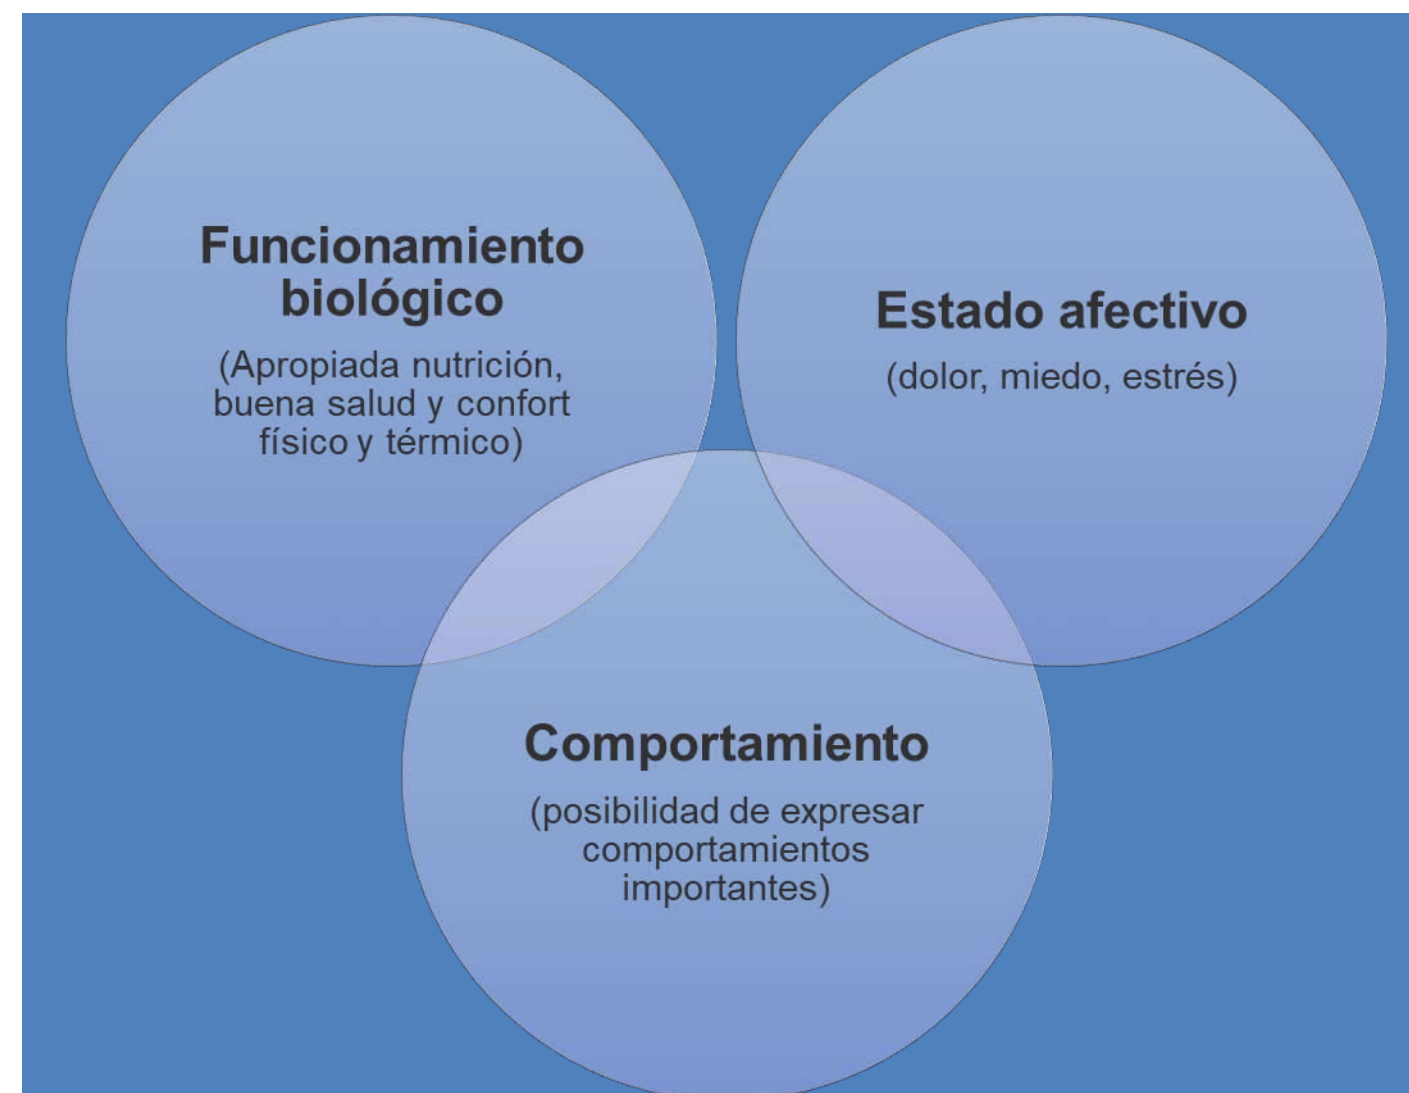 Funcionamiento
biológico
(Apropiada nutrición,
buena salud y confort
físico y térmico)
Estado afectivo
(dolor, miedo, estrés)
Comportamiento
(posibilidad de expresar
comportamientos
importantes)